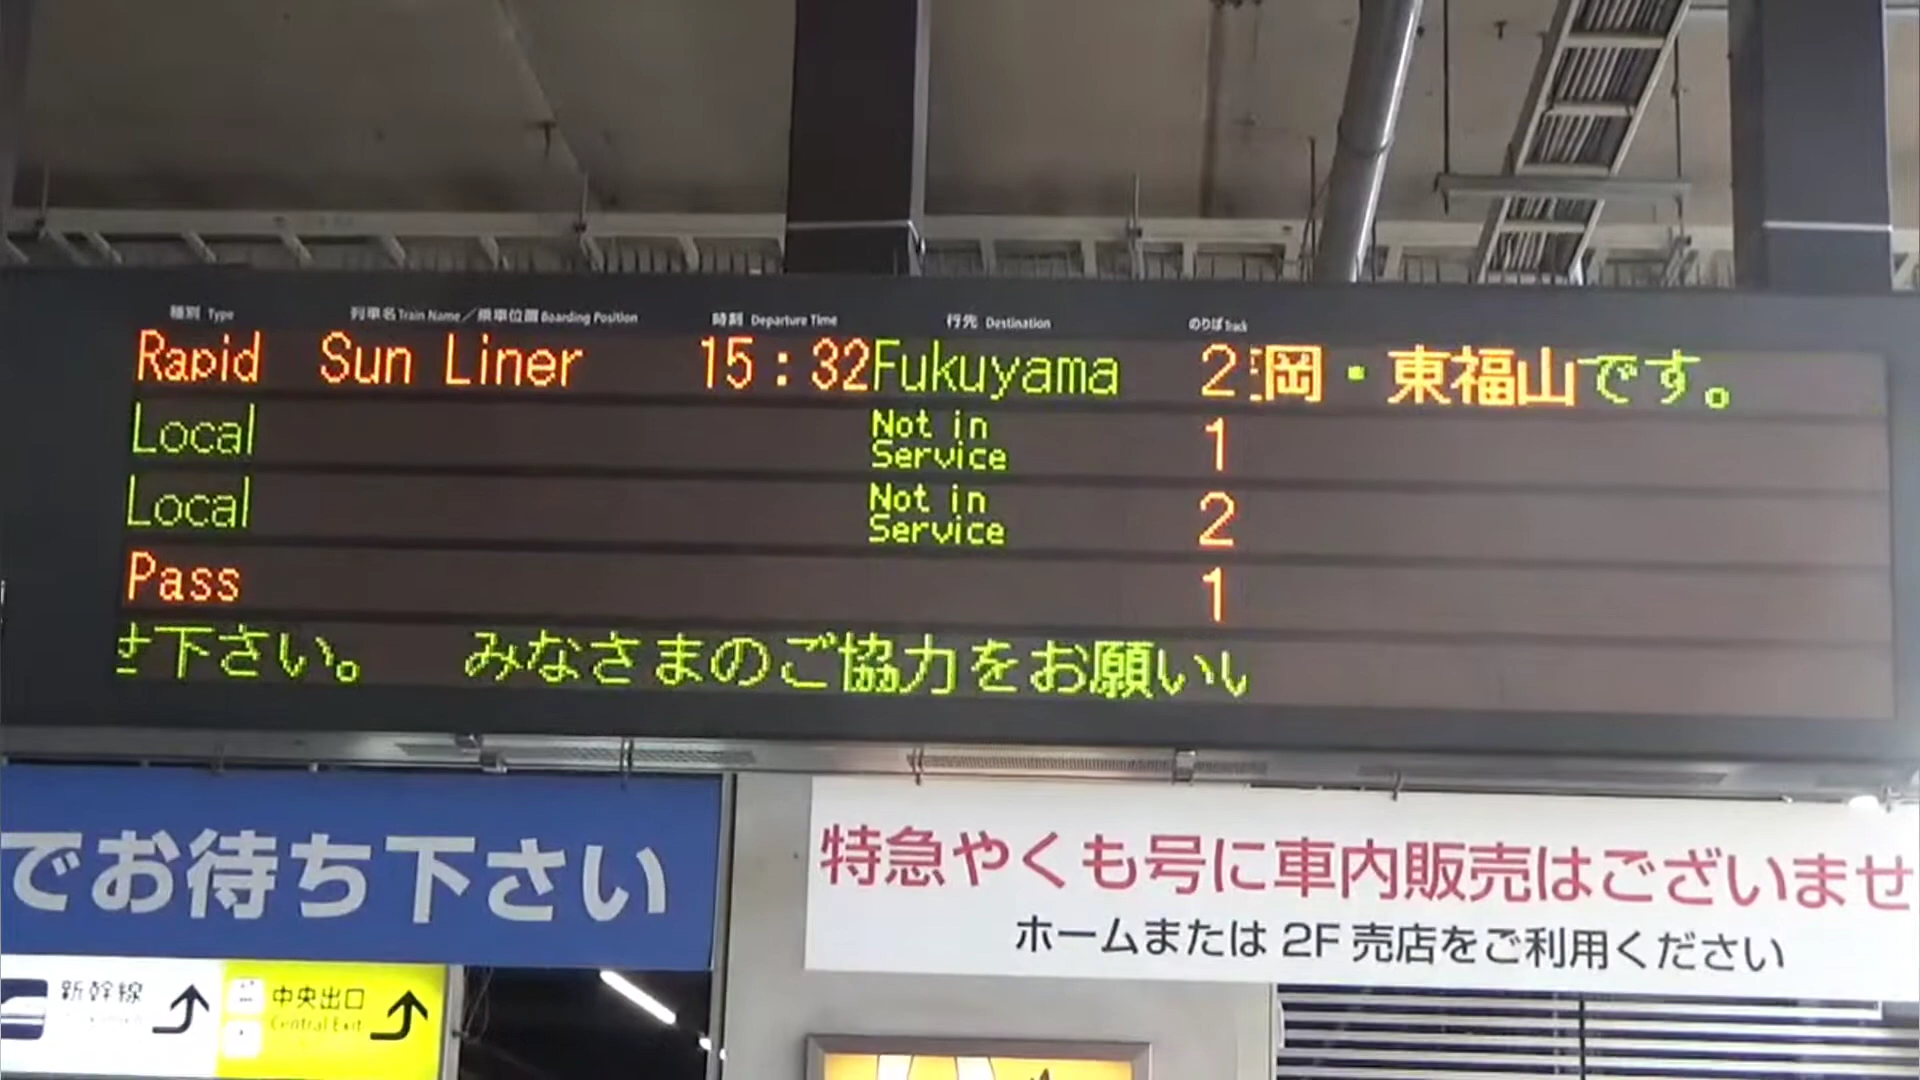 種別 Type 列車名 Train Name／乗車位置 Boarding Position 時刻 Departure Time 行先 Destination のりば Track
Rapid Sun Liner 15:32 Fukuyama 2 岡・東福山です。
Local Not in Service 1
Local Not in Service 2
Pass 1
下さい。 みなさまのご協力をお願いい
でお待ち下さい
特急やくも号に車内販売はございませ
ホームまたは 2F 売店をご利用ください
新幹線
中央出口
Central Exit